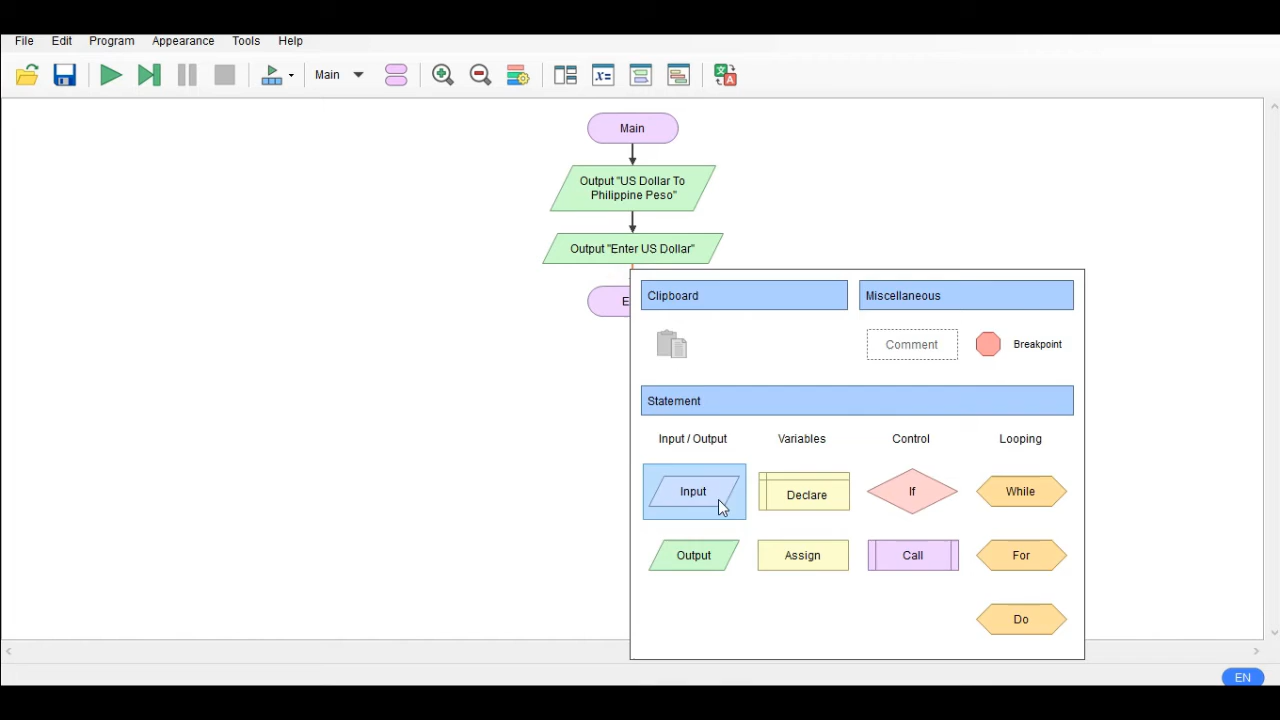 File Edit Program Appearance Tools Help
Main
x=
Main
Output "US Dollar To
Philippine Peso"
Output "Enter US Dollar"
E
Clipboard Miscellaneous
Comment Breakpoint
Statement
Input / Output Variables Control Looping
Input Declare If While
Output Assign Call For
Do
EN